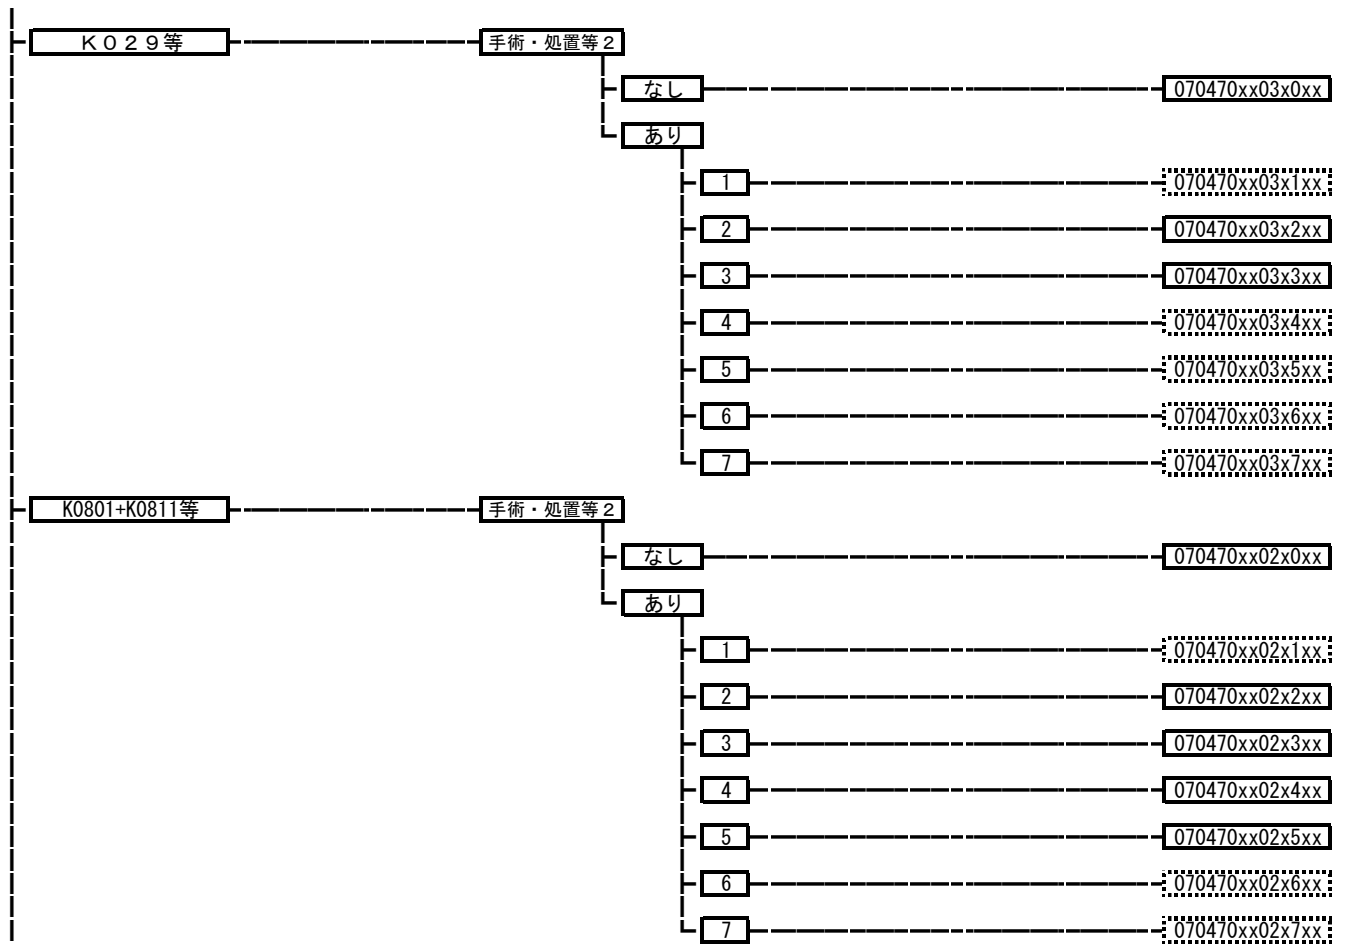 Ｋ０２９等 手術・処置等２
なし 070470xx03x0xx
あり
1 070470xx03x1xx
2 070470xx03x2xx
3 070470xx03x3xx
4 070470xx03x4xx
5 070470xx03x5xx
6 070470xx03x6xx
7 070470xx03x7xx
K0801+K0811等 手術・処置等２
なし 070470xx02x0xx
あり
1 070470xx02x1xx
2 070470xx02x2xx
3 070470xx02x3xx
4 070470xx02x4xx
5 070470xx02x5xx
6 070470xx02x6xx
7 070470xx02x7xx